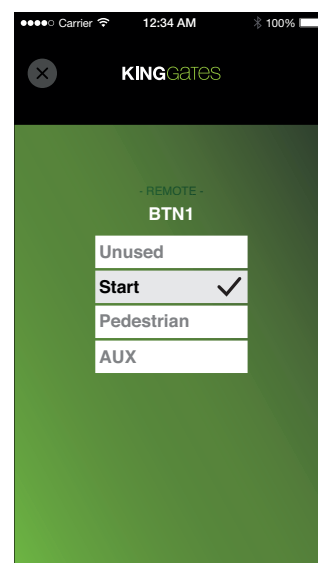 Carrier 12:34 AM 100%
KINGGATES
- REMOTE -
BTN1
Unused
Start
Pedestrian
AUX